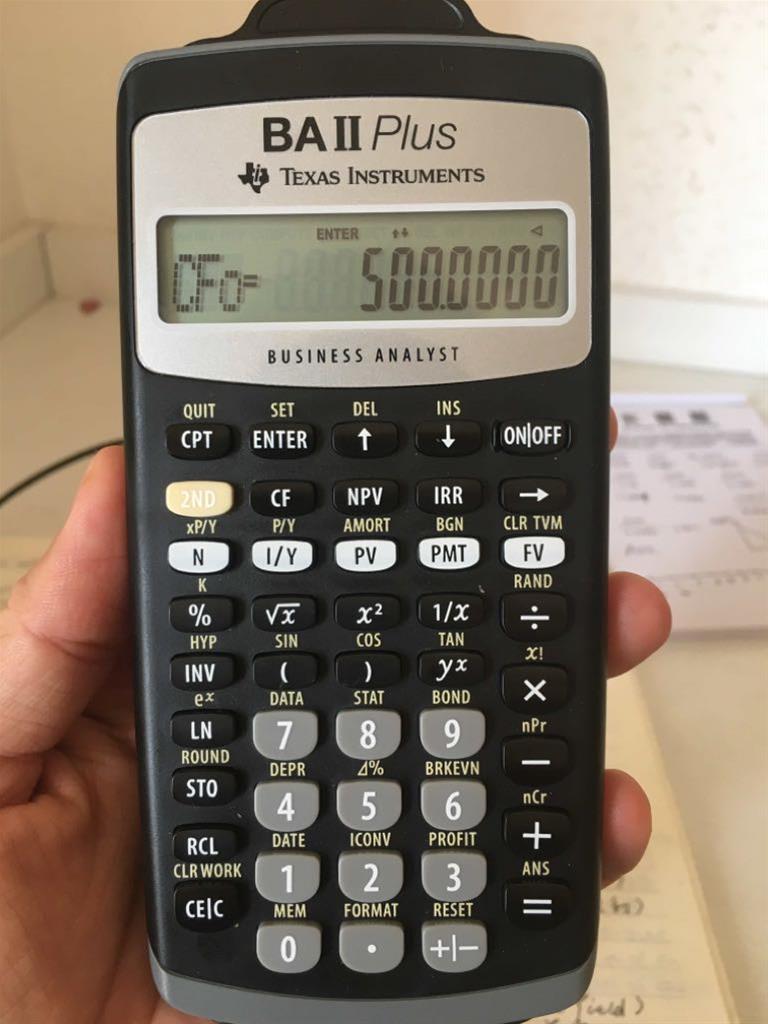 BA II Plus
TEXAS INSTRUMENTS
ENTER ↑↓ ◁
CFo= 500.0000
BUSINESS ANALYST
QUIT SET DEL INS
CPT ENTER ↑ ↓ ON|OFF
2ND CF NPV IRR →
xP/Y P/Y AMORT BGN CLR TVM
N I/Y PV PMT FV
K RAND
% √x x² 1/x ÷
HYP SIN COS TAN x!
INV ( ) yˣ ×
eˣ DATA STAT BOND nPr
LN 7 8 9 −
ROUND DEPR Δ% BRKEVN nCr
STO 4 5 6 +
RCL DATE ICONV PROFIT ANS
CLR WORK 1 2 3 =
CE|C MEM FORMAT RESET
0 . +|−